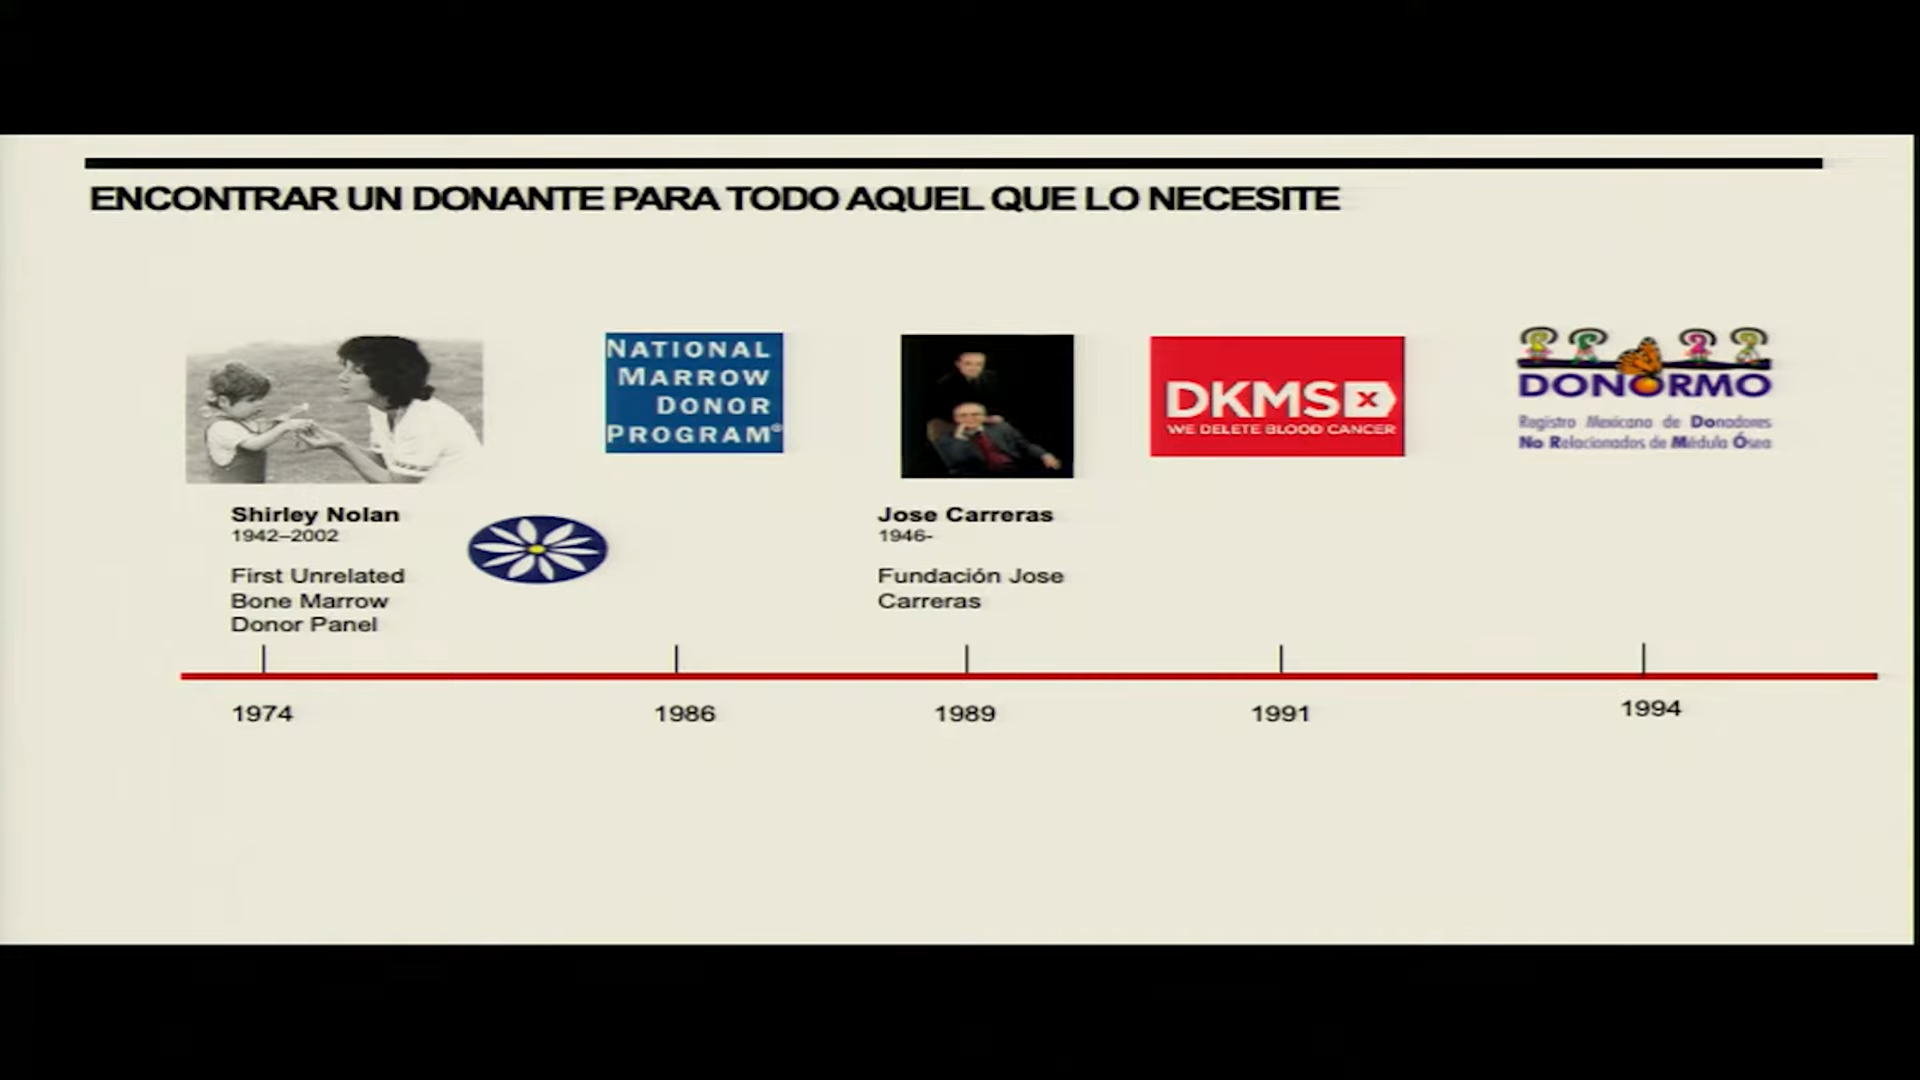 ENCONTRAR UN DONANTE PARA TODO AQUEL QUE LO NECESITE
NATIONAL
MARROW
DONOR
PROGRAM®
DKMS
WE DELETE BLOOD CANCER
DONORMO
Registro Mexicano de Donadores
No Relacionados de Médula Ósea
Shirley Nolan
1942–2002
First Unrelated
Bone Marrow
Donor Panel
Jose Carreras
1946-
Fundación Jose
Carreras
1974
1986
1989
1991
1994